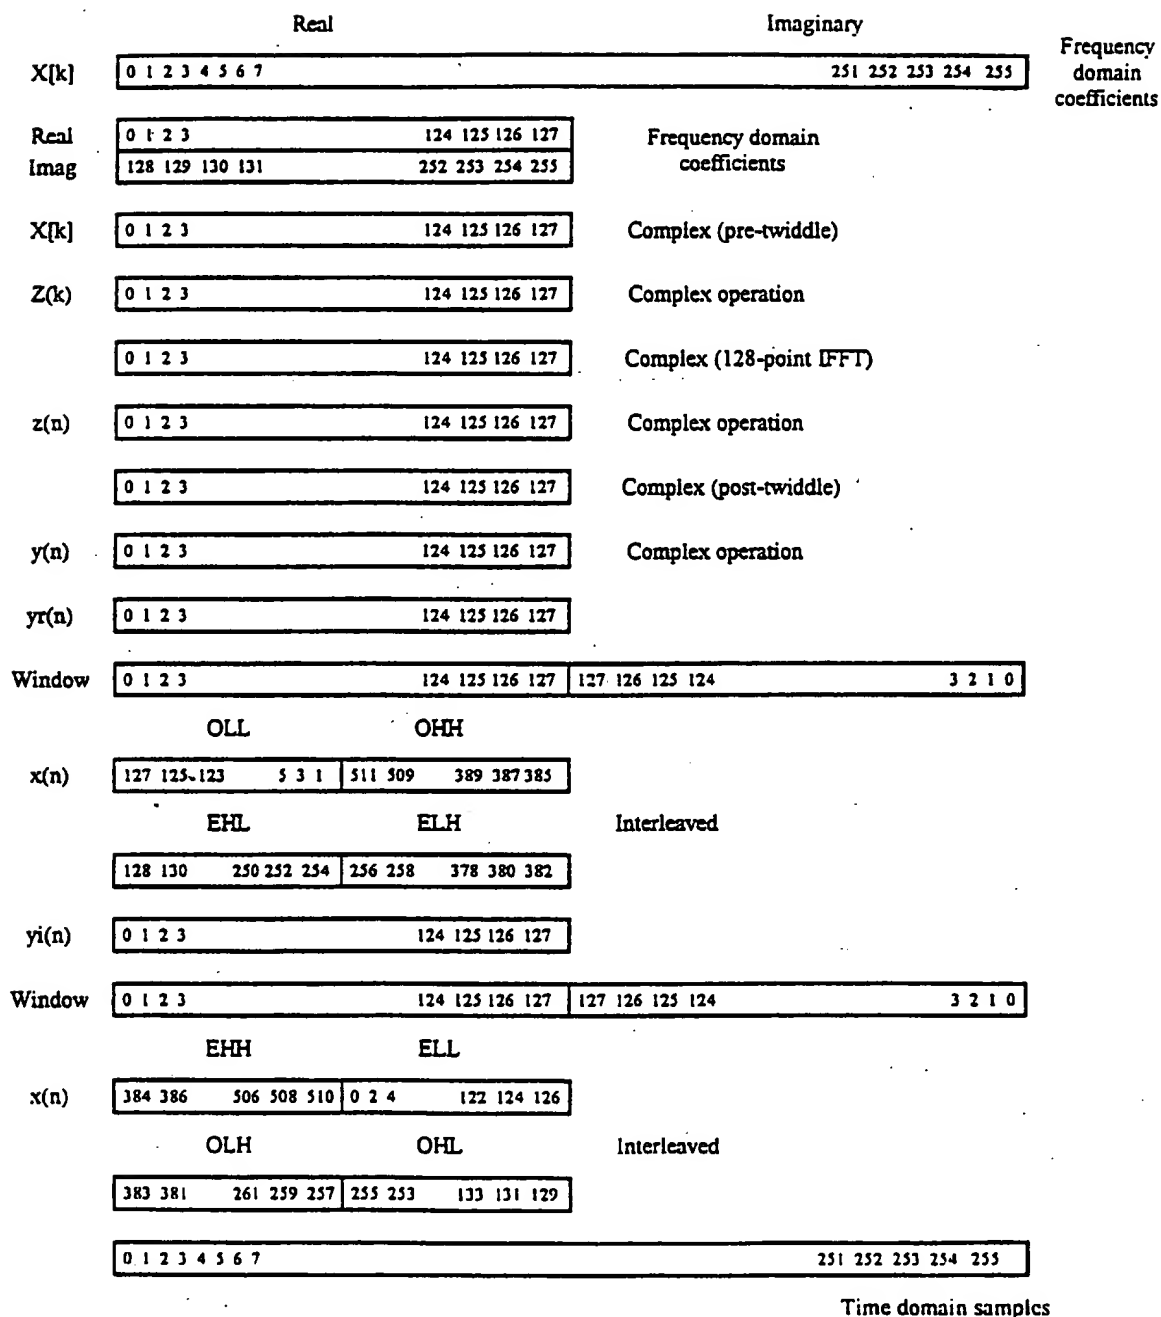 Real Imaginary
Frequency
domain
coefficients
X[k] 0 1 2 3 4 5 6 7 251 252 253 254 255
Real 0 1 2 3 124 125 126 127
Imag 128 129 130 131 252 253 254 255
Frequency domain
coefficients
X[k] 0 1 2 3 124 125 126 127 Complex (pre-twiddle)
Z(k) 0 1 2 3 124 125 126 127 Complex operation
0 1 2 3 124 125 126 127 Complex (128-point IFFT)
z(n) 0 1 2 3 124 125 126 127 Complex operation
0 1 2 3 124 125 126 127 Complex (post-twiddle)
y(n) 0 1 2 3 124 125 126 127 Complex operation
yr(n) 0 1 2 3 124 125 126 127
Window 0 1 2 3 124 125 126 127 127 126 125 124 3 2 1 0
OLL OHH
x(n) 127 125 123 5 3 1 511 509 389 387 385
EHL ELH Interleaved
128 130 250 252 254 256 258 378 380 382
yi(n) 0 1 2 3 124 125 126 127
Window 0 1 2 3 124 125 126 127 127 126 125 124 3 2 1 0
EHH ELL
x(n) 384 386 506 508 510 0 2 4 122 124 126
OLH OHL Interleaved
383 381 261 259 257 255 253 133 131 129
0 1 2 3 4 5 6 7 251 252 253 254 255
Time domain samples